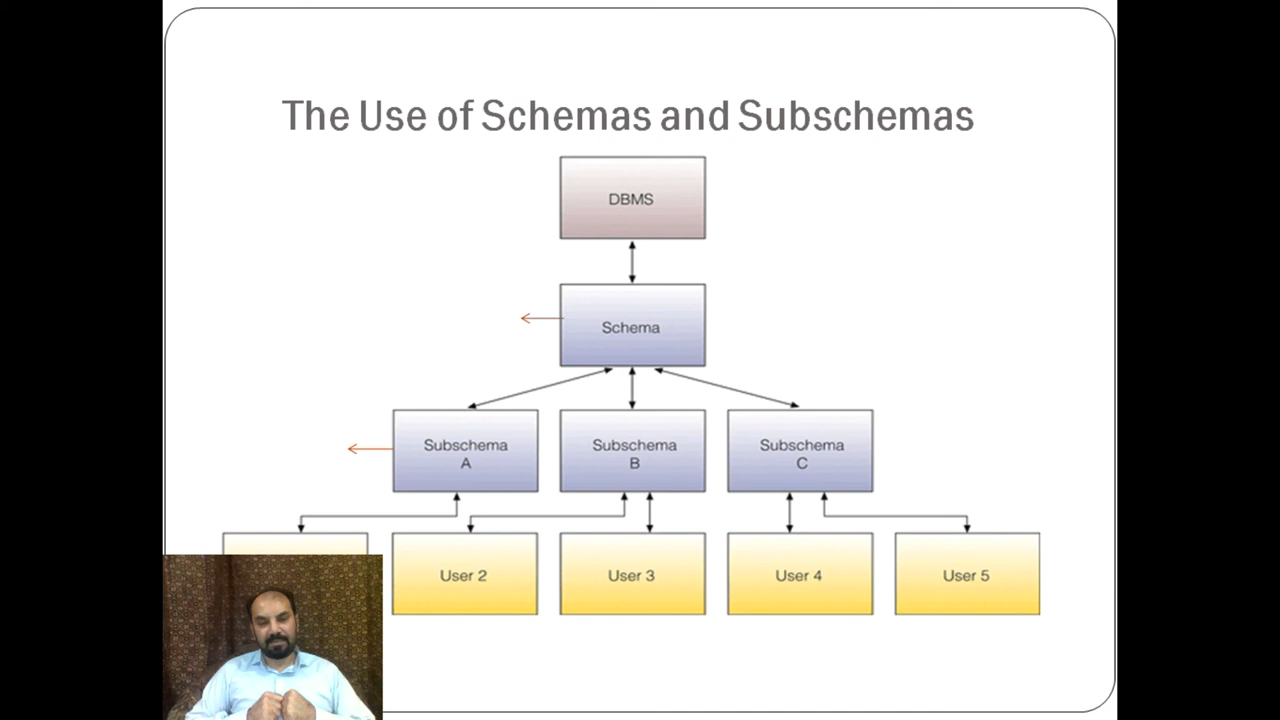 The Use of Schemas and Subschemas
DBMS
Schema
Subschema
A
Subschema
B
Subschema
C
User 2
User 3
User 4
User 5